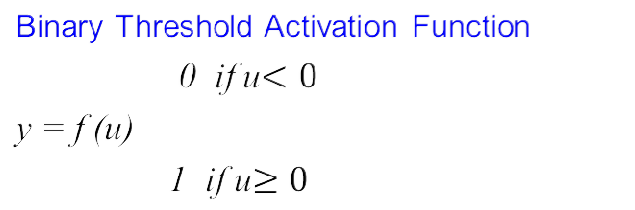 Binary Threshold Activation Function
0 if u< 0
y = f (u)
1 if u≥ 0